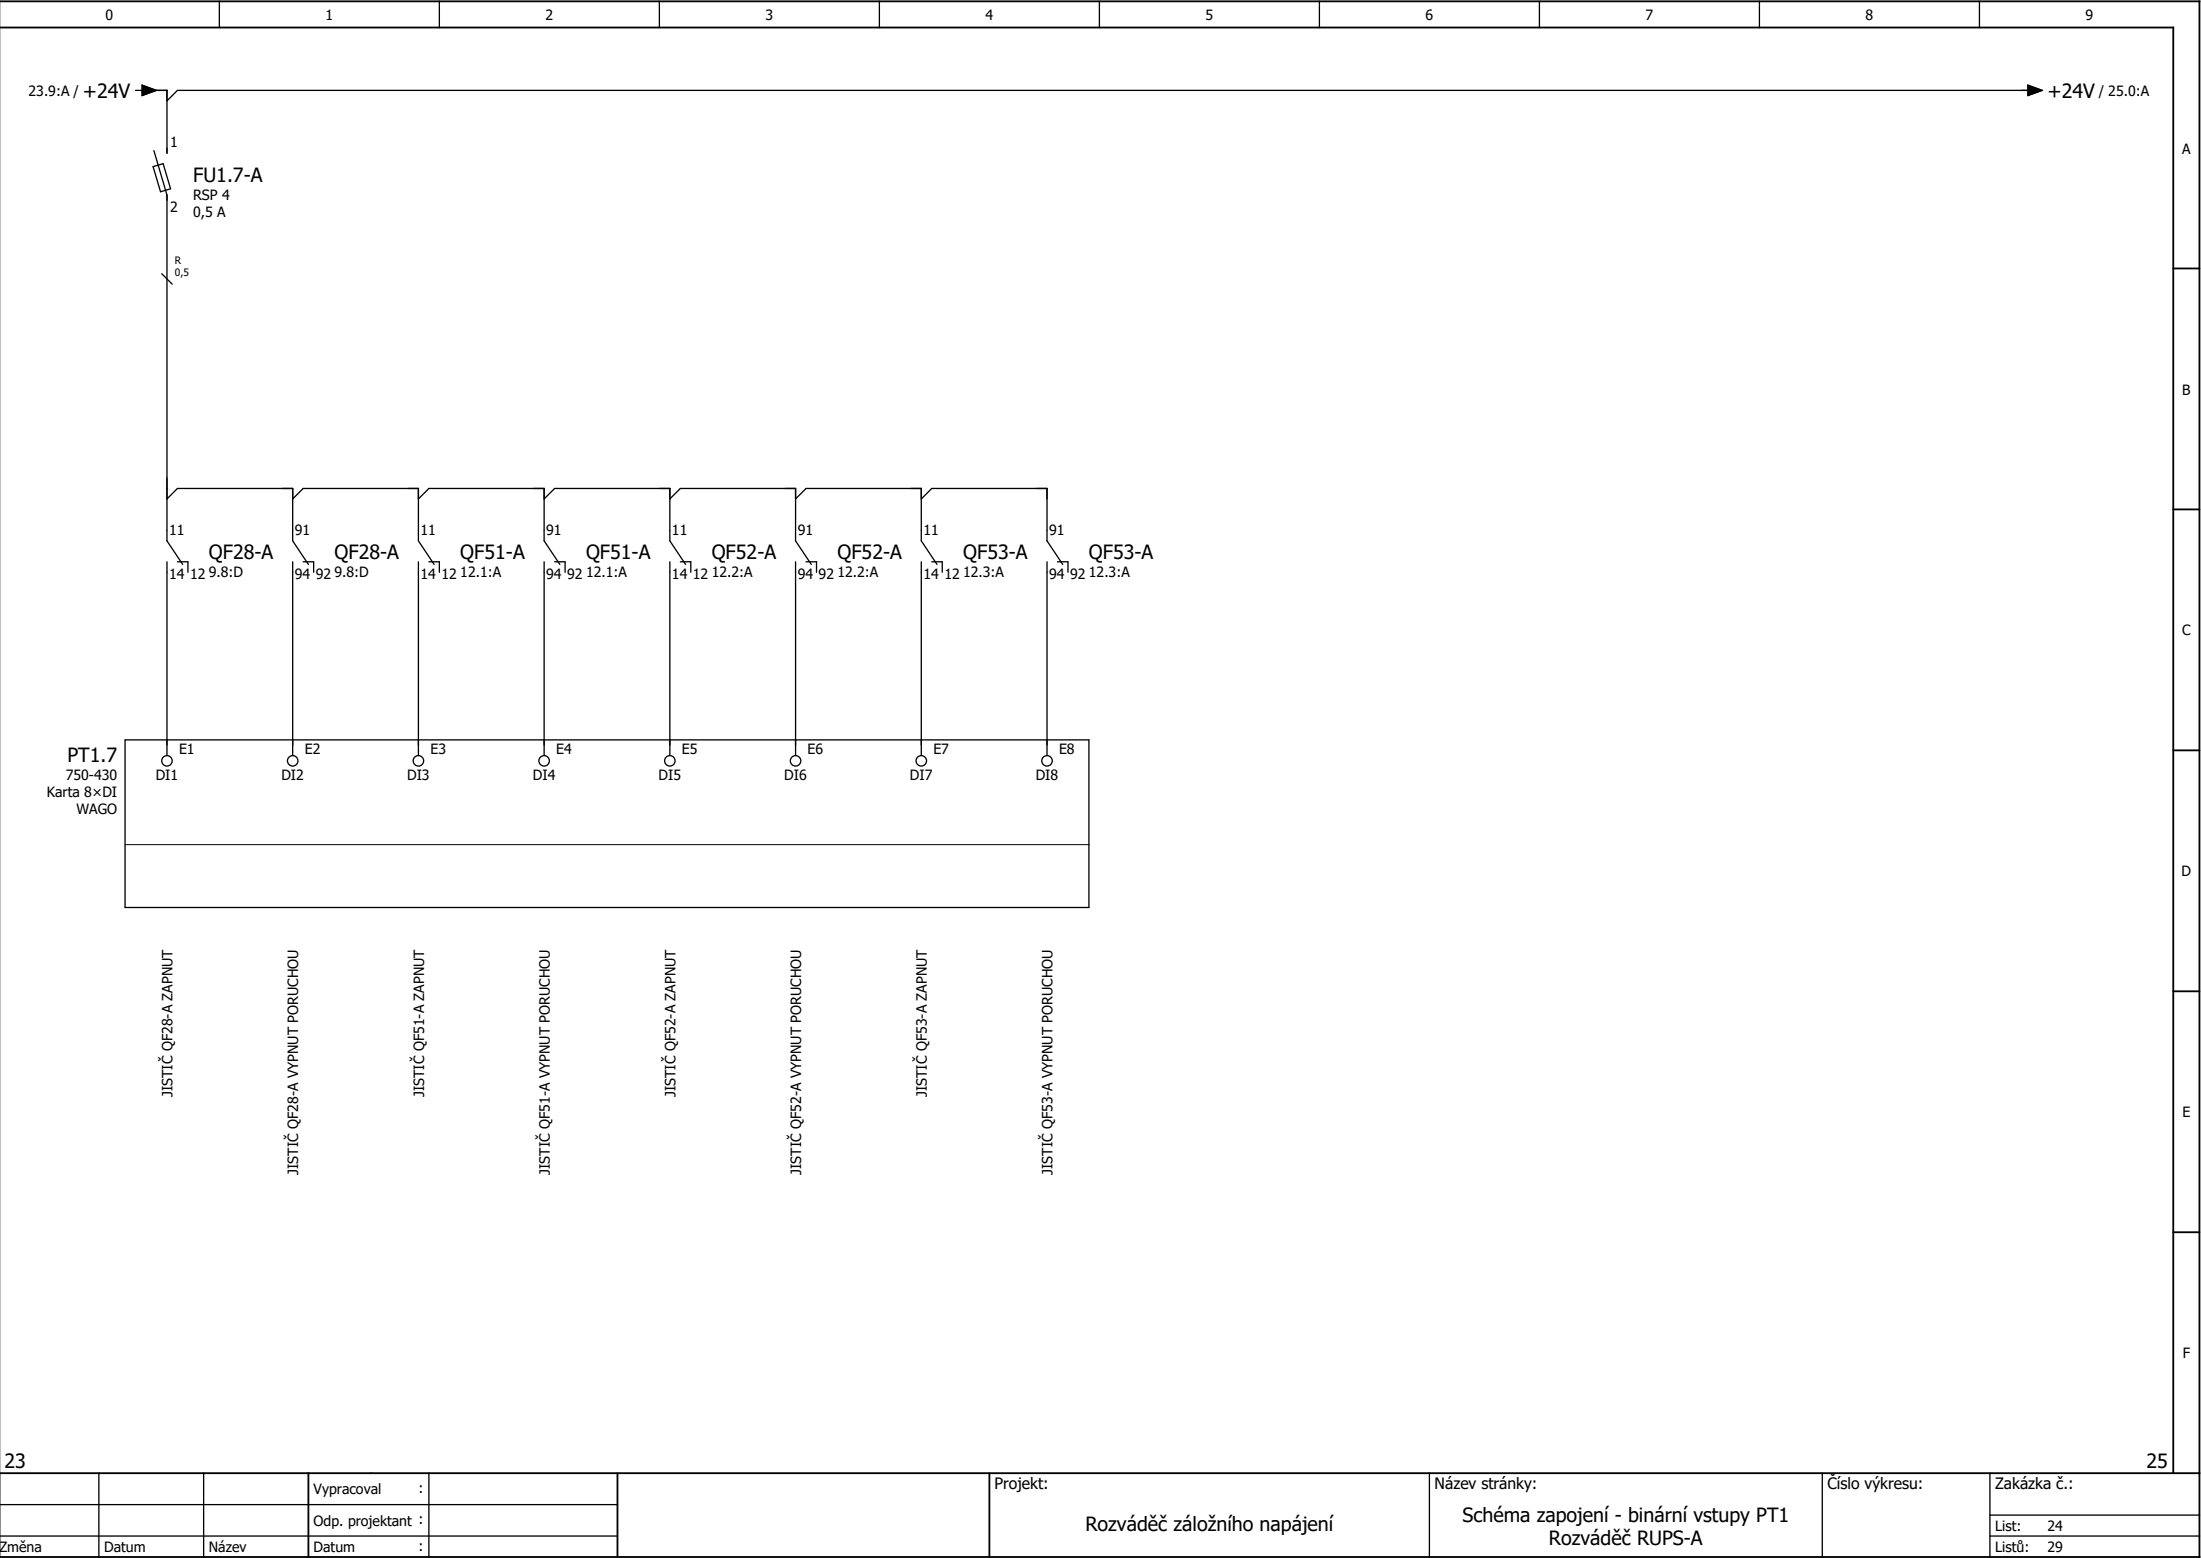 0 1 2 3 4 5 6 7 8 9
23.9:A / +24V
+24V / 25.0:A
1
FU1.7-A
RSP 4
2
0,5 A
R
0,5
A
B
C
D
E
F
11 91 11 91 11 91 11 91
QF28-A QF28-A QF51-A QF51-A QF52-A QF52-A QF53-A QF53-A
14 12 9.8:D 94 92 9.8:D 14 12 12.1:A 94 92 12.1:A 14 12 12.2:A 94 92 12.2:A 14 12 12.3:A 94 92 12.3:A
PT1.7
750-430
Karta 8×DI
WAGO
E1 E2 E3 E4 E5 E6 E7 E8
DI1 DI2 DI3 DI4 DI5 DI6 DI7 DI8
JISTIČ QF28-A ZAPNUT
JISTIČ QF28-A VYPNUT PORUCHOU
JISTIČ QF51-A ZAPNUT
JISTIČ QF51-A VYPNUT PORUCHOU
JISTIČ QF52-A ZAPNUT
JISTIČ QF52-A VYPNUT PORUCHOU
JISTIČ QF53-A ZAPNUT
JISTIČ QF53-A VYPNUT PORUCHOU
23
25
Vypracoval :
Odp. projektant :
Změna Datum Název Datum :
Projekt:
Rozváděč záložního napájení
Název stránky:
Schéma zapojení - binární vstupy PT1
Rozváděč RUPS-A
Číslo výkresu:
Zakázka č.:
List: 24
Listů: 29